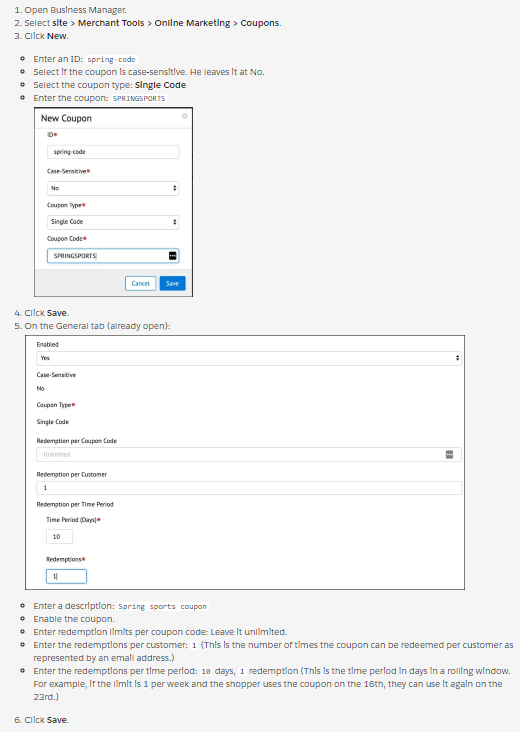 1. Open Business Manager.
2. Select site > Merchant Tools > Online Marketing > Coupons.
3. Click New.
Enter an ID: spring-code
Select if the coupon is case-sensitive. He leaves it at No.
Select the coupon type: Single Code
Enter the coupon: SPRINGSPORTS
New Coupon
ID*
spring-code
Case-Sensitive*
No
Coupon Type*
Single Code
Coupon Code*
SPRINGSPORTS
Cancel Save
4. Click Save.
5. On the General tab (already open):
Enabled
Yes
Case-Sensitive
No
Coupon Type*
Single Code
Redemption per Coupon Code
Unlimited
Redemption per Customer
1
Redemption per Time Period
Time Period (Days)*
10
Redemptions*
1
Enter a description: Spring sports coupon
Enable the coupon.
Enter redemption limits per coupon code: Leave it unlimited.
Enter the redemptions per customer: 1 (This is the number of times the coupon can be redeemed per customer as
represented by an email address.)
Enter the redemptions per time period: 10 days, 1 redemption (This is the time period in days in a rolling window.
For example, if the limit is 1 per week and the shopper uses the coupon on the 16th, they can use it again on the
23rd.)
6. Click Save.